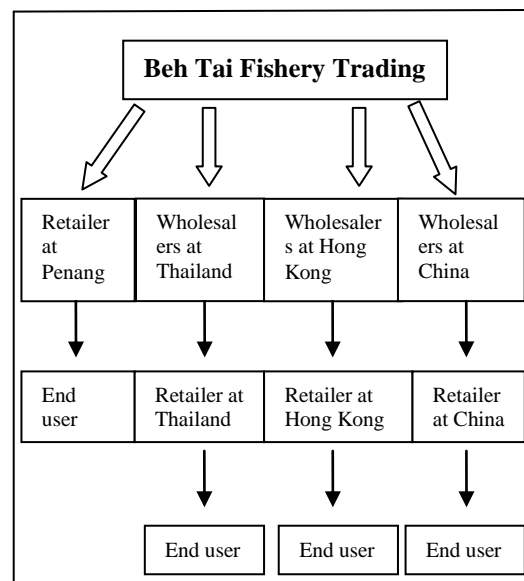 Beh Tai Fishery Trading
Retailer
at
Penang
Wholesal
ers at
Thailand
Wholesaler
s at Hong
Kong
Wholesal
ers at
China
End
user
Retailer at
Thailand
Retailer at
Hong Kong
Retailer
at China
End user
End user
End user